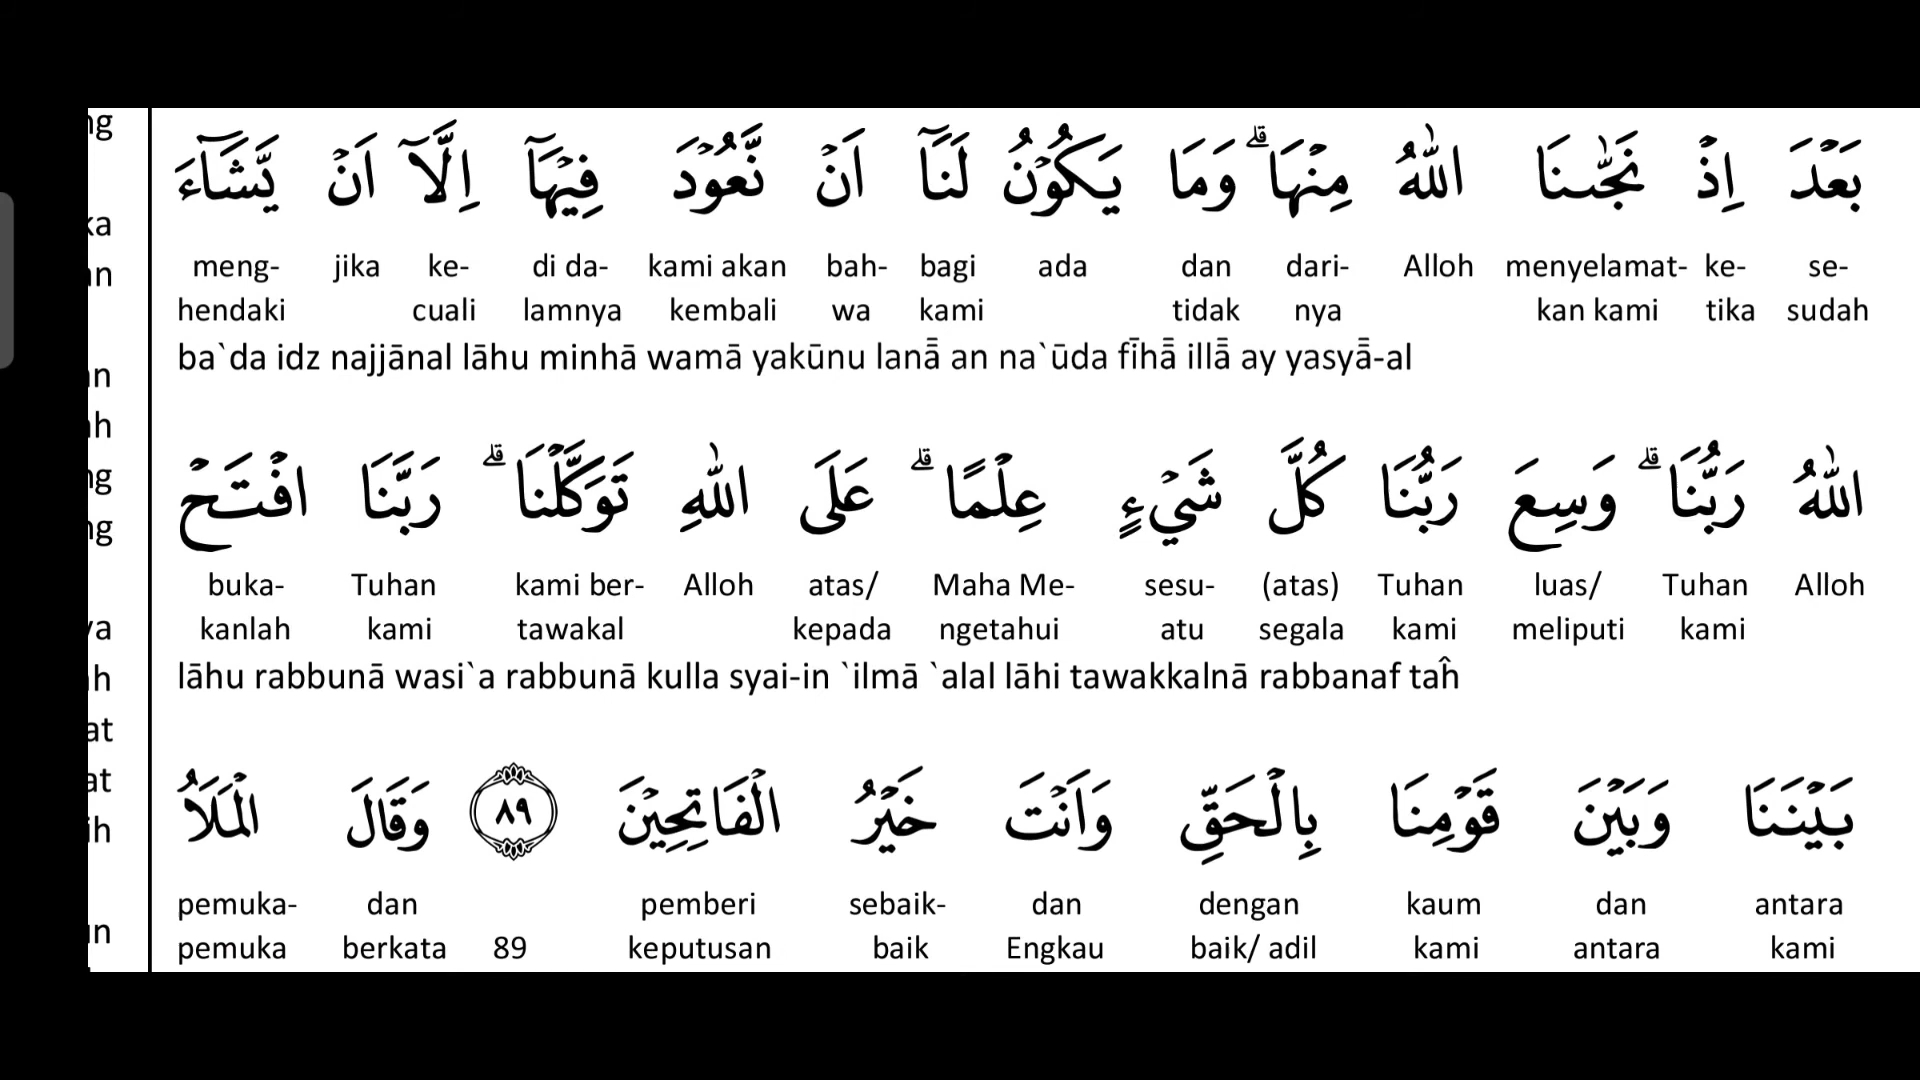 بَعْدَ اِذْ نَجّٰىنَا اللّٰهُ مِنْهَا ۗ وَمَا يَكُوْنُ لَنَآ اَنْ نَّعُوْدَ فِيْهَآ اِلَّآ اَنْ يَّشَاۤءَ
meng- jika ke- di da- kami akan bah- bagi ada dan dari- Alloh menyelamat- ke- se-
hendaki cuali lamnya kembali wa kami tidak nya kan kami tika sudah
ba`da idz najjānal lāhu minhā wamā yakūnu lanā̄ an na`ūda fīhā̄ illā̄ ay yasyā̄-al
اللّٰهُ رَبُّنَا ۗ وَسِعَ رَبُّنَا كُلَّ شَيْءٍ عِلْمًا ۗ عَلَى اللّٰهِ تَوَكَّلْنَا ۗ رَبَّنَا افْتَحْ
buka- Tuhan kami ber- Alloh atas/ Maha Me- sesu- (atas) Tuhan luas/ Tuhan Alloh
kanlah kami tawakal kepada ngetahui atu segala kami meliputi kami
lāhu rabbunā wasi`a rabbunā kulla syai-in `ilmā `alal lāhi tawakkalnā rabbanaf taĥ
بَيْنَنَا وَبَيْنَ قَوْمِنَا بِالْحَقِّ وَاَنْتَ خَيْرُ الْفَاتِحِيْنَ ٨٩ وَقَالَ الْمَلَاُ
pemuka- dan pemberi sebaik- dan dengan kaum dan antara
pemuka berkata 89 keputusan baik Engkau baik/ adil kami antara kami